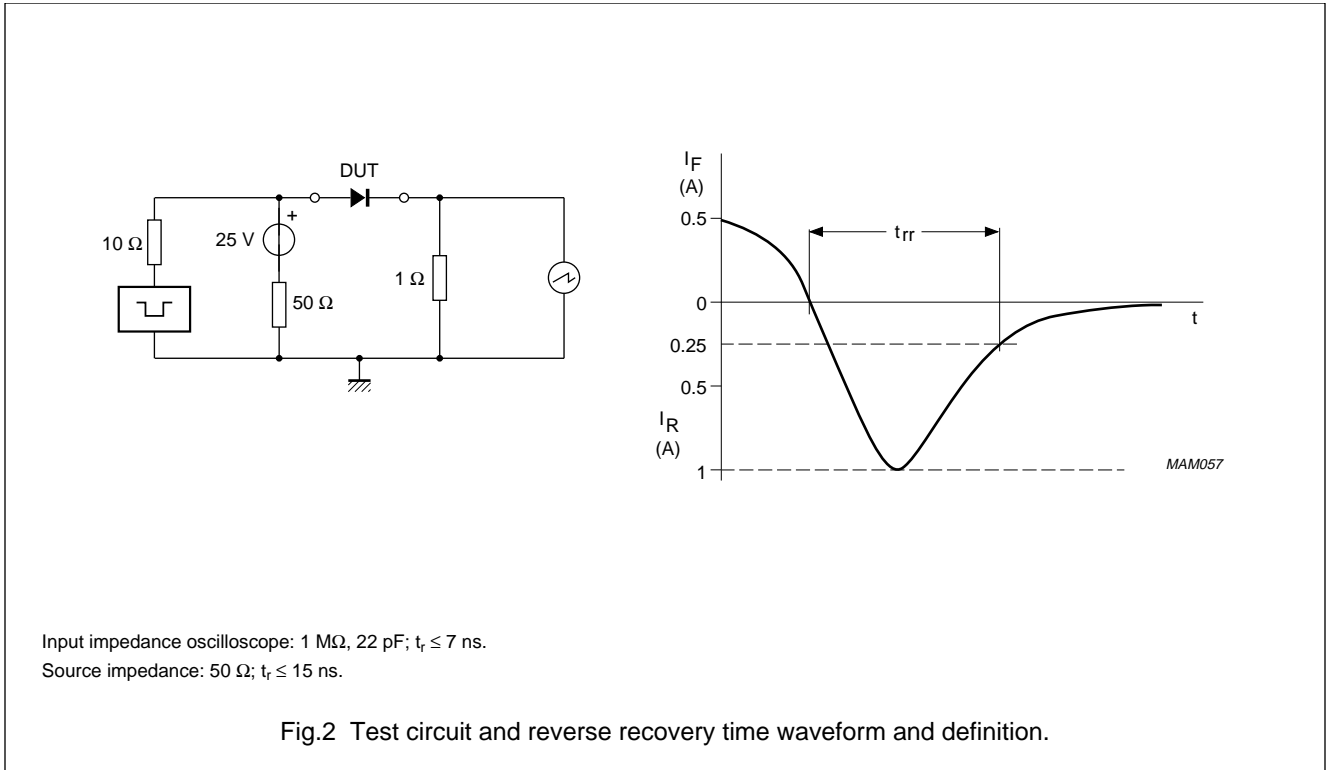 DUT
+
10 Ω
25 V
50 Ω
1 Ω
I_F
(A)
0.5
t_rr
0
t
0.25
0.5
I_R
(A)
1
MAM057
Input impedance oscilloscope: 1 MΩ, 22 pF; t_r ≤ 7 ns.
Source impedance: 50 Ω; t_r ≤ 15 ns.
Fig.2 Test circuit and reverse recovery time waveform and definition.